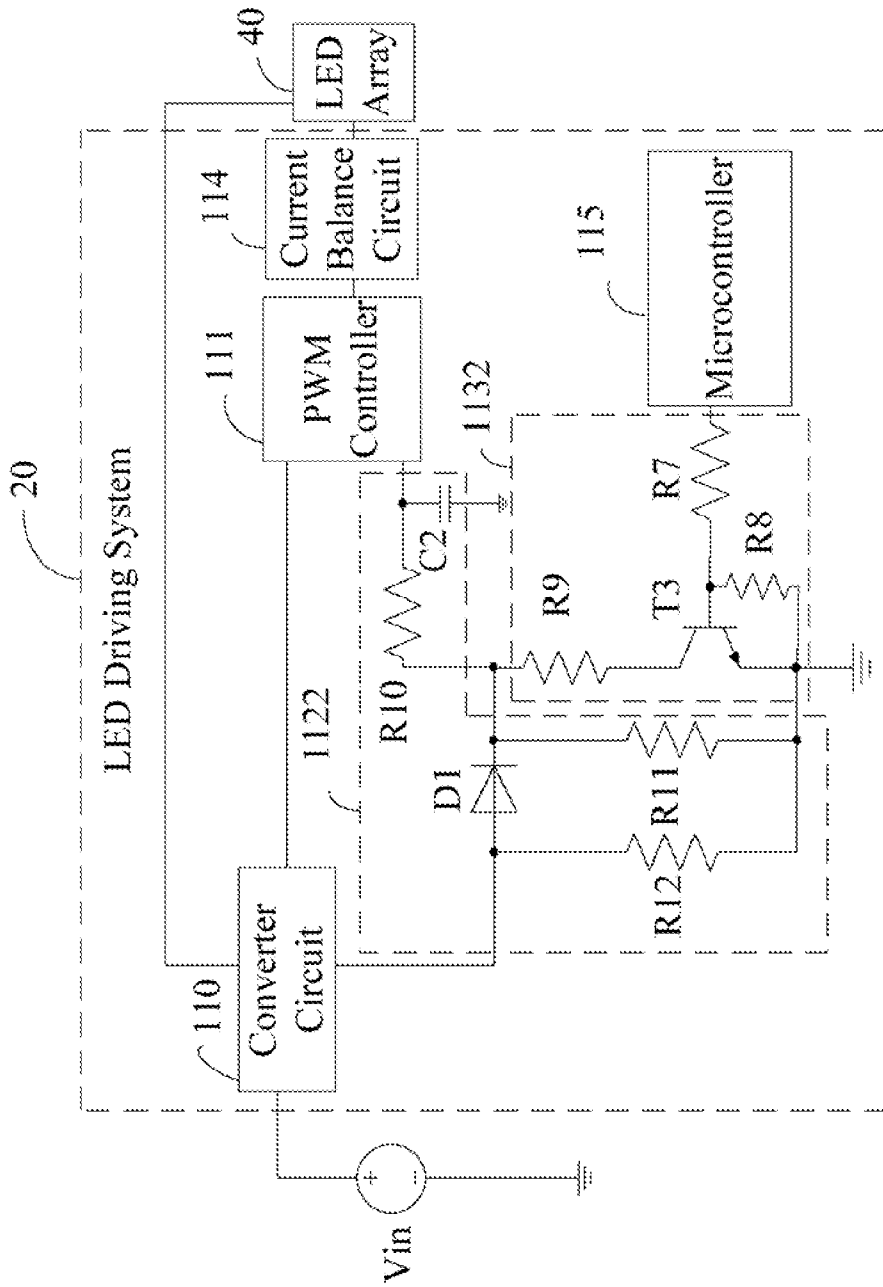 20
LED Driving System
40
LED
Array
114
Current
Balance
Circuit
111
PWM
Controller
110
Converter
Circuit
Vin
+
-
1122
R10
C2
1132
115
Microcontroller
D1
R9
R7
T3
R8
R11
R12